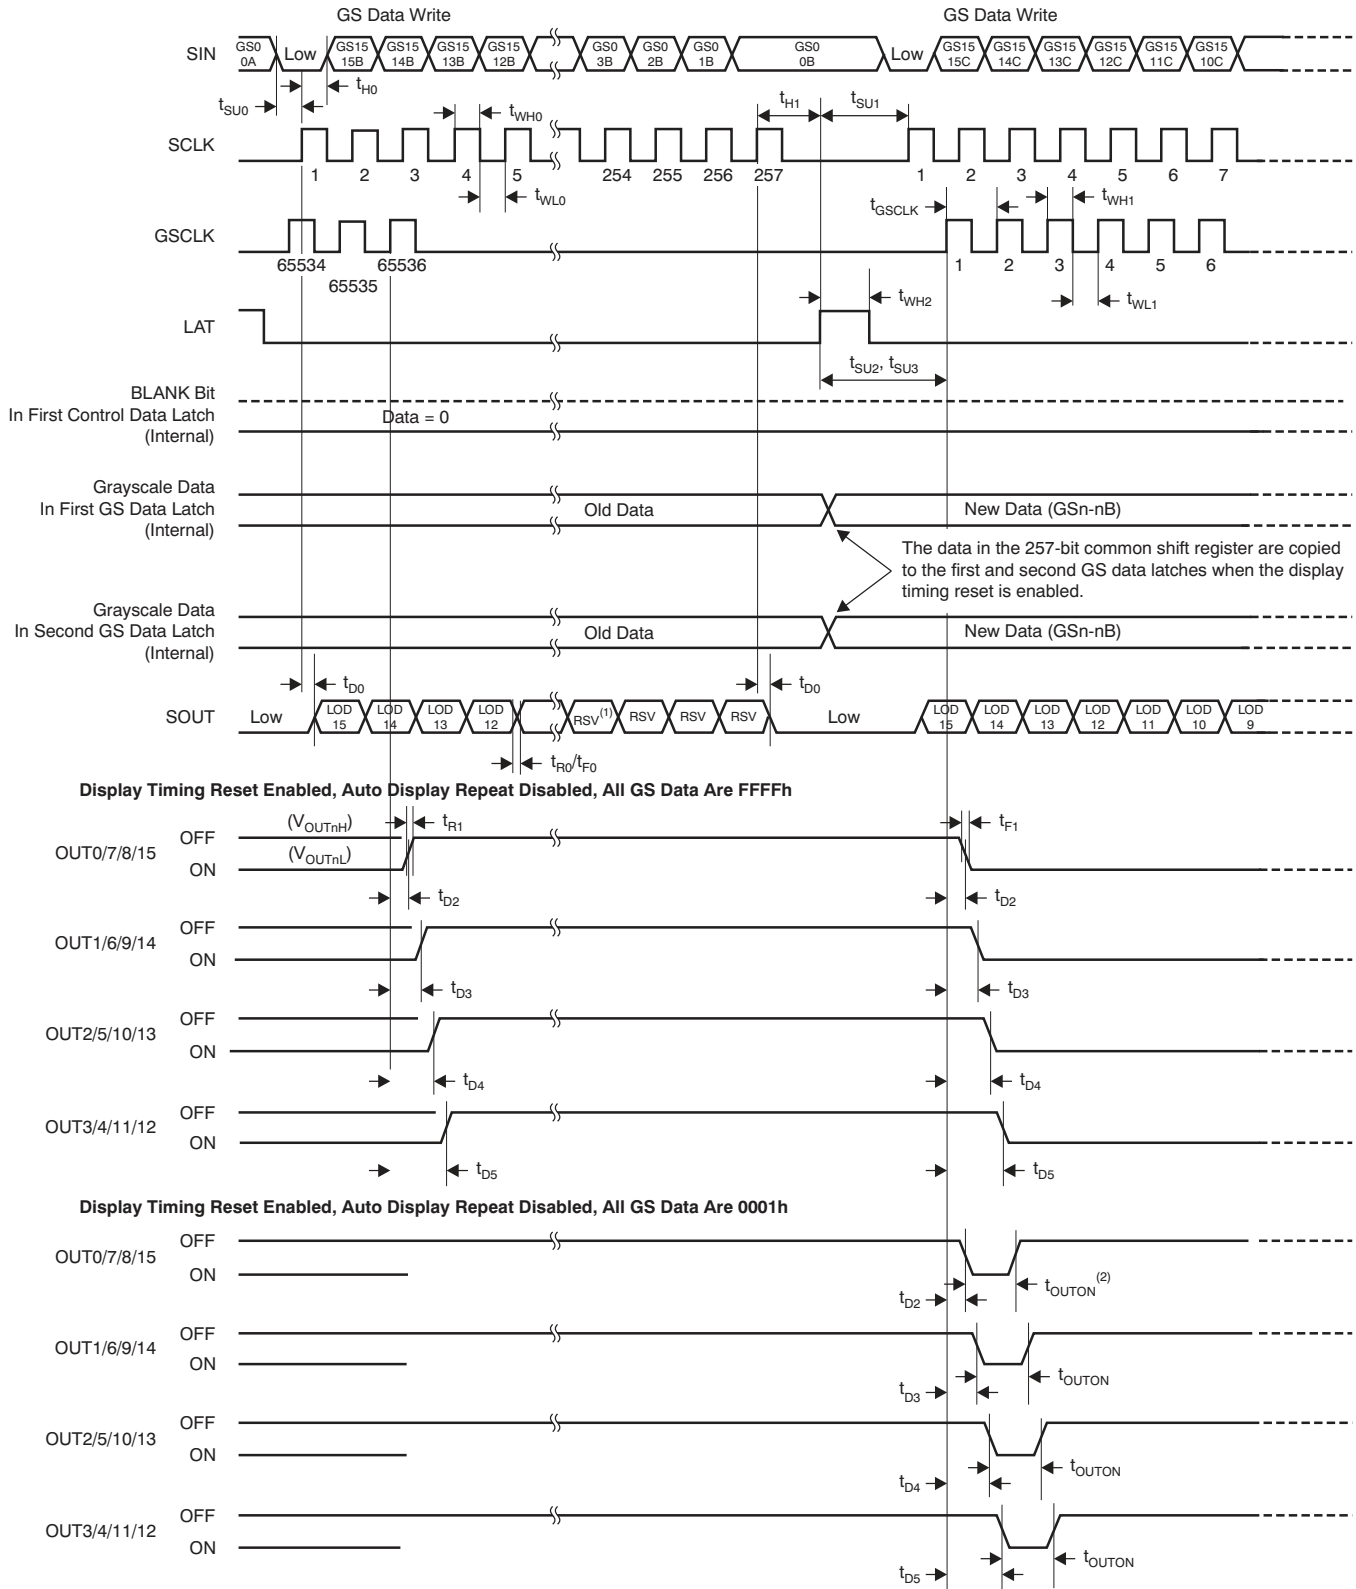 GS Data Write GS Data Write
SIN GS0 0A Low GS15 15B GS15 14B GS15 13B GS15 12B GS0 3B GS0 2B GS0 1B GS0 0B Low GS15 15C GS15 14C GS15 13C GS15 12C GS15 11C GS15 10C
tSU0 tH0 tWH0 tH1 tSU1
SCLK
1 2 3 4 5 254 255 256 257 1 2 3 4 5 6 7
tWL0 tGSCLK tWH1
GSCLK
65534 65535 65536 1 2 3 4 5 6
tWH2 tWL1
LAT
tSU2, tSU3
BLANK Bit
In First Control Data Latch
(Internal)
Data = 0
Grayscale Data
In First GS Data Latch
(Internal)
Old Data New Data (GSn-nB)
The data in the 257-bit common shift register are copied
to the first and second GS data latches when the display
timing reset is enabled.
Grayscale Data
In Second GS Data Latch
(Internal)
Old Data New Data (GSn-nB)
tD0 tD0
SOUT Low LOD 15 LOD 14 LOD 13 LOD 12 RSV(1) RSV RSV RSV Low LOD 15 LOD 14 LOD 13 LOD 12 LOD 11 LOD 10 LOD 9
tR0/tF0
Display Timing Reset Enabled, Auto Display Repeat Disabled, All GS Data Are FFFFh
OUT0/7/8/15 OFF (VOUTnH) tR1 tF1
ON (VOUTnL)
tD2 tD2
OUT1/6/9/14 OFF
ON
tD3 tD3
OUT2/5/10/13 OFF
ON
tD4 tD4
OUT3/4/11/12 OFF
ON
tD5 tD5
Display Timing Reset Enabled, Auto Display Repeat Disabled, All GS Data Are 0001h
OUT0/7/8/15 OFF
ON
tD2 tOUTON(2)
OUT1/6/9/14 OFF
ON
tD3 tOUTON
OUT2/5/10/13 OFF
ON
tD4 tOUTON
OUT3/4/11/12 OFF
ON
tD5 tOUTON